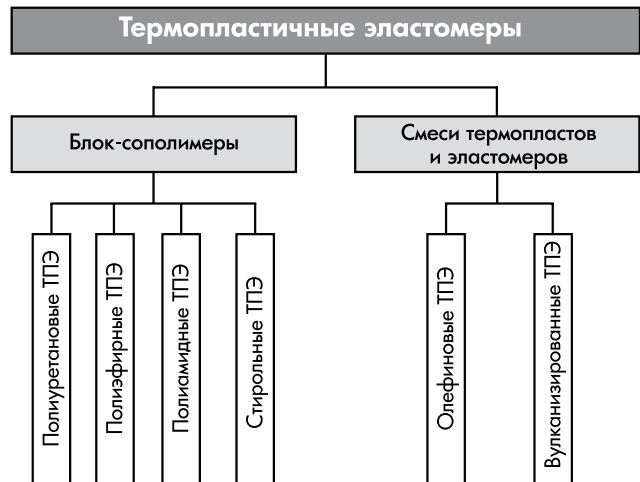 Термопластичные эластомеры
Блок-сополимеры
Смеси термопластов
и эластомеров
Полиуретановые ТПЭ
Полиэфирные ТПЭ
Полиамидные ТПЭ
Стирольные ТПЭ
Олефиновые ТПЭ
Вулканизированные ТПЭ